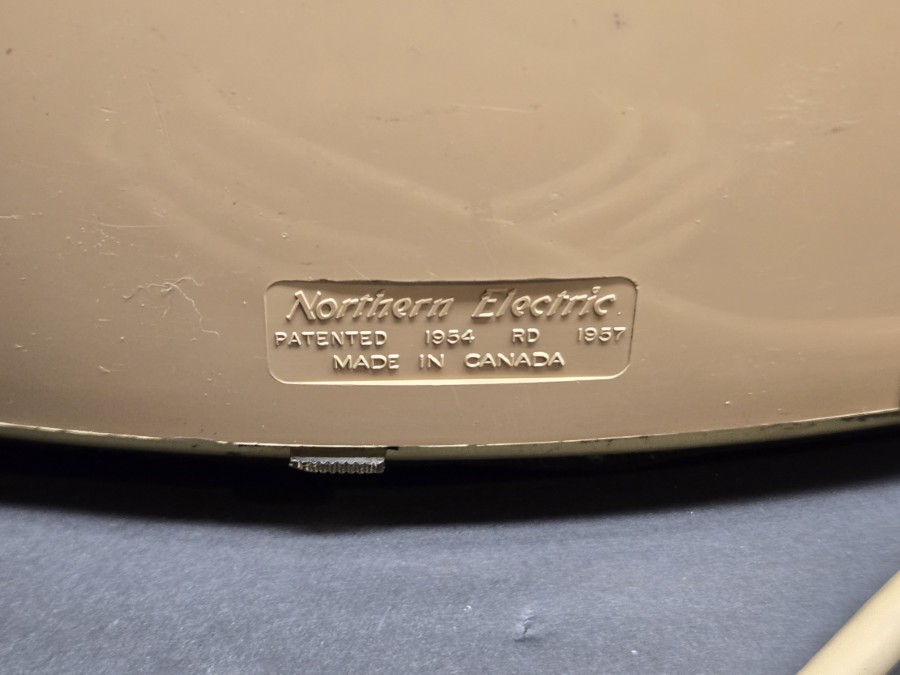 Northern Electric
PATENTED 1954 RD 1957
MADE IN CANADA